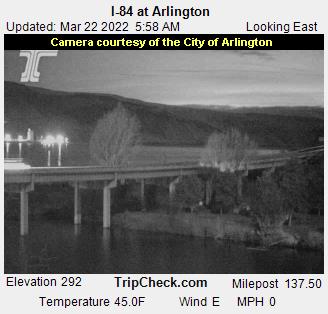 I-84 at Arlington
Updated: Mar 22 2022 5:58 AM Looking East
Camera courtesy of the City of Arlington
Elevation 292 TripCheck.com Milepost 137.50
Temperature 45.0F Wind E MPH 0